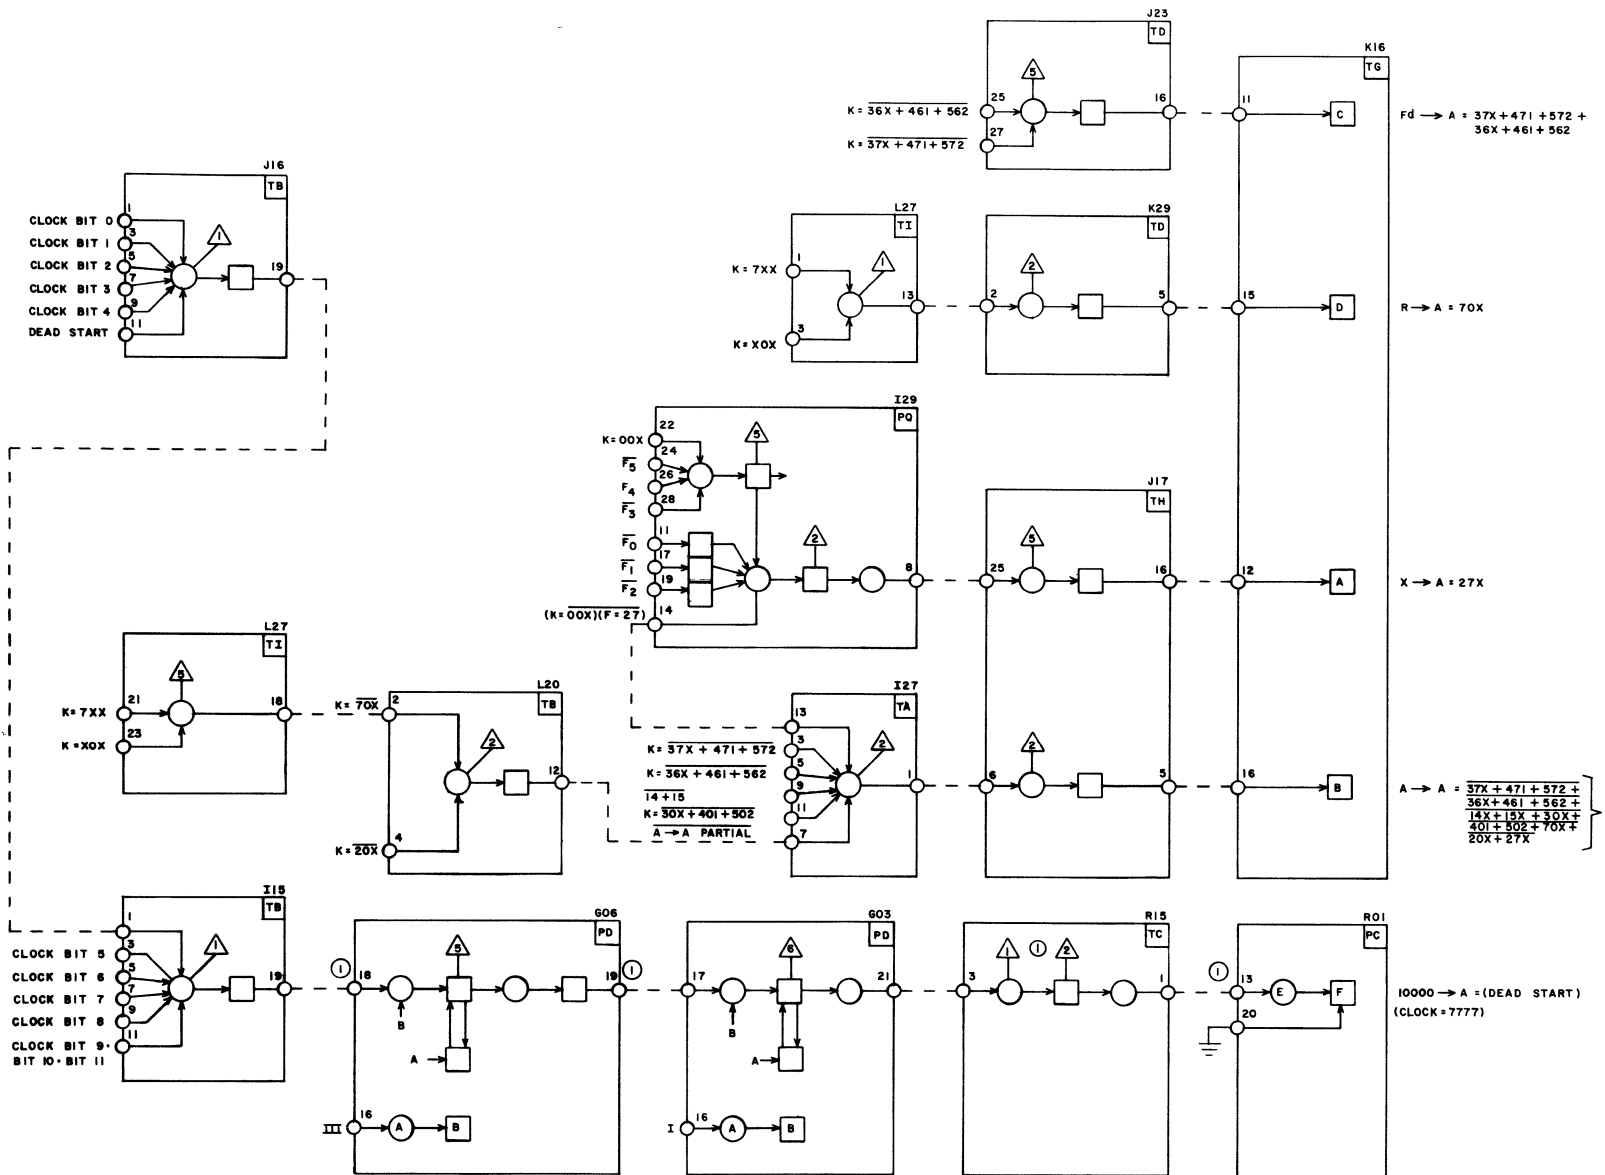 J23
TD
5
25
K = 36X + 461 + 562
16
27
K = 37X + 471 + 572
K16
TG
11
C
Fd → A = 37X + 471 + 572 +
36X + 461 + 562
J16
TB
1
CLOCK BIT 0
3
CLOCK BIT 1
5
CLOCK BIT 2
7
CLOCK BIT 3
9
CLOCK BIT 4
11
DEAD START
1
19
L27
TI
1
K = 7XX
1
13
3
K = X0X
K29
TD
2
2
5
15
D
R → A = 70X
I29
PQ
22
K = 00X
24
F5
26
F4
28
F3
5
11
F0
17
F1
19
F2
2
8
(K = 00X)(F = 27)
14
J17
TH
5
25
16
12
A
X → A = 27X
L27
TI
5
21
K = 7XX
18
23
K = X0X
L20
TB
K = 70X
2
2
12
4
K = 20X
I27
TA
13
3
K = 37X + 471 + 572
5
K = 36X + 461 + 562
9
14 + 15
11
K = 30X + 401 + 502
7
A → A PARTIAL
2
1
2
6
5
16
B
A → A = 37X + 471 + 572 +
36X + 461 + 562 +
14X + 15X + 30X +
401 + 502 + 70X +
20X + 27X
I15
TB
1
3
CLOCK BIT 5
5
CLOCK BIT 6
7
CLOCK BIT 7
9
CLOCK BIT 8
11
CLOCK BIT 9 ·
BIT 10 · BIT 11
1
19
G06
PD
1
18
B
5
A
19
1
III
16
A
B
G03
PD
17
B
6
A
21
I
16
A
B
R15
TC
3
1
1
2
1
R01
PC
1
13
E
F
20
10000 → A = (DEAD START)
(CLOCK = 7777)